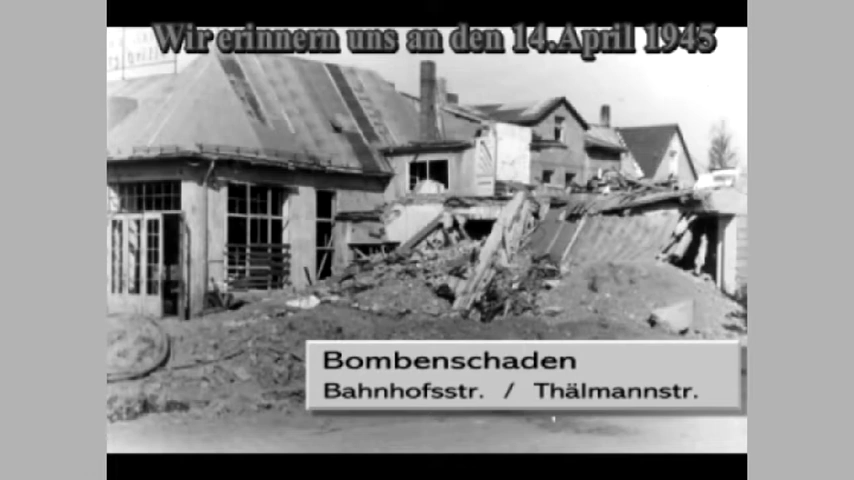 Wir erinnern uns an den 14.April 1945
Bombenschaden
Bahnhofsstr. / Thälmannstr.